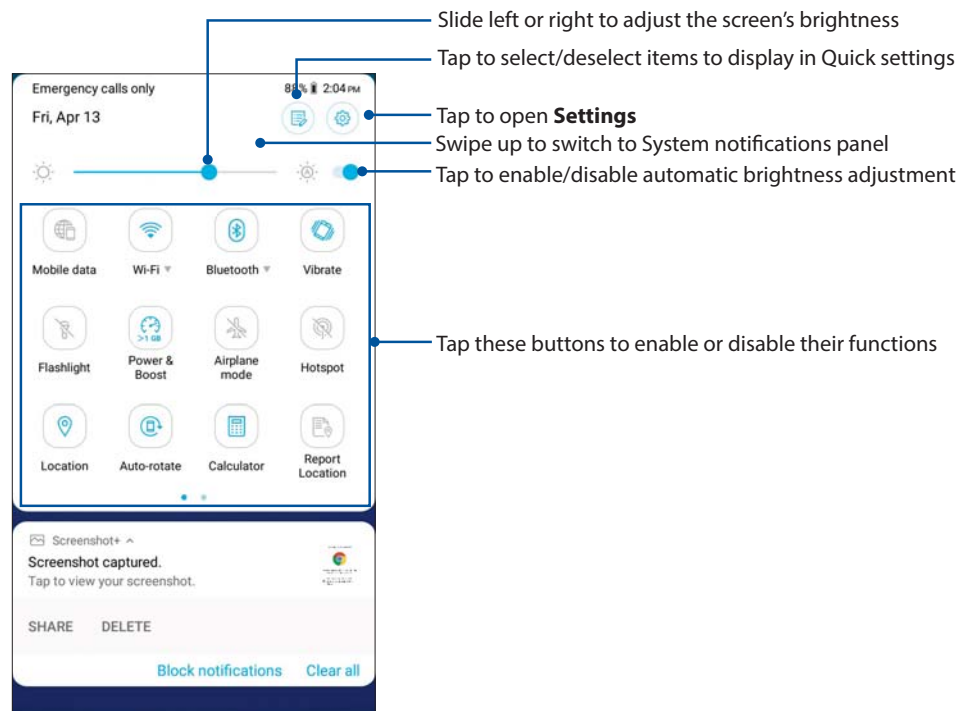 Slide left or right to adjust the screen's brightness
Tap to select/deselect items to display in Quick settings
Emergency calls only
2:04 PM
Fri, Apr 13
Tap to open Settings
Swipe up to switch to System notifications panel
Tap to enable/disable automatic brightness adjustment
A
Mobile data
Wi-Fi
Bluetooth
Vibrate
>1 GB
Flashlight
Power &
Boost
Airplane
mode
Hotspot
Tap these buttons to enable or disable their functions
Location
Auto-rotate
Calculator
Report
Location
Screenshot+
Screenshot captured.
Tap to view your screenshot.
SHARE DELETE
Block notifications Clear all